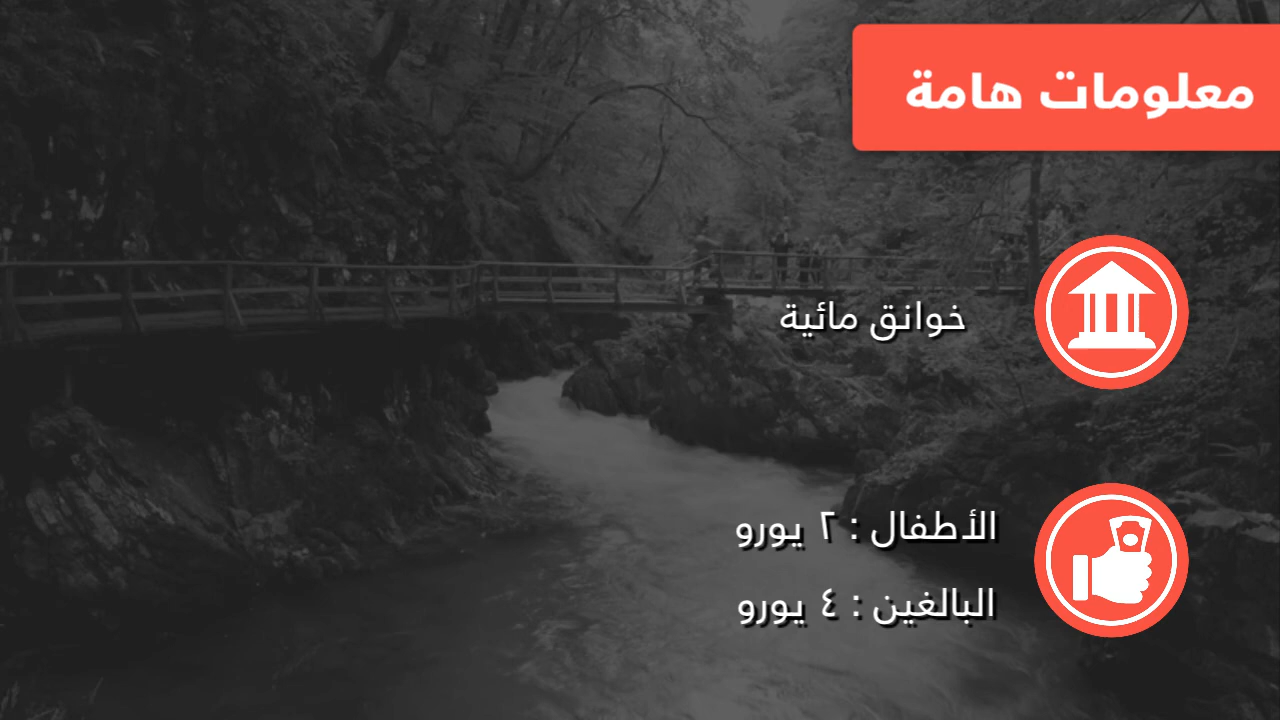 معلومات هامة
خوانق مائية
الأطفال : ٢ يورو
البالغين : ٤ يورو